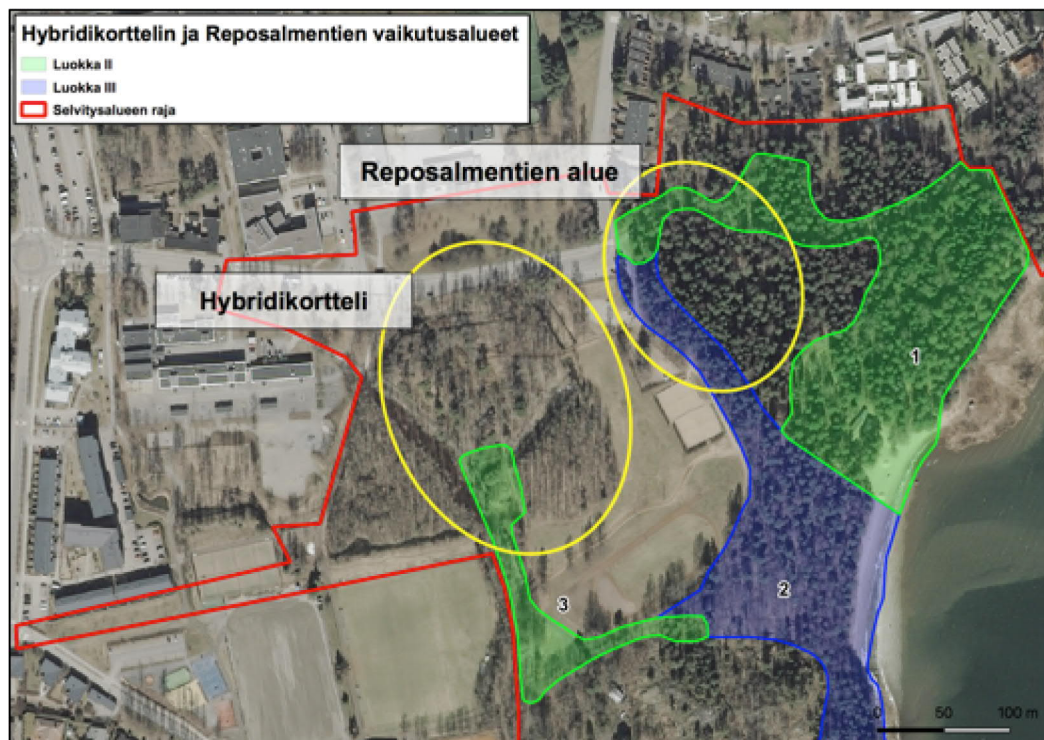 Hybridikorttelin ja Reposalmentien vaikutusalueet
Luokka II
Luokka III
Selvitysalueen raja
Reposalmentien alue
Hybridikortteli
1
2
3
0 50 100 m